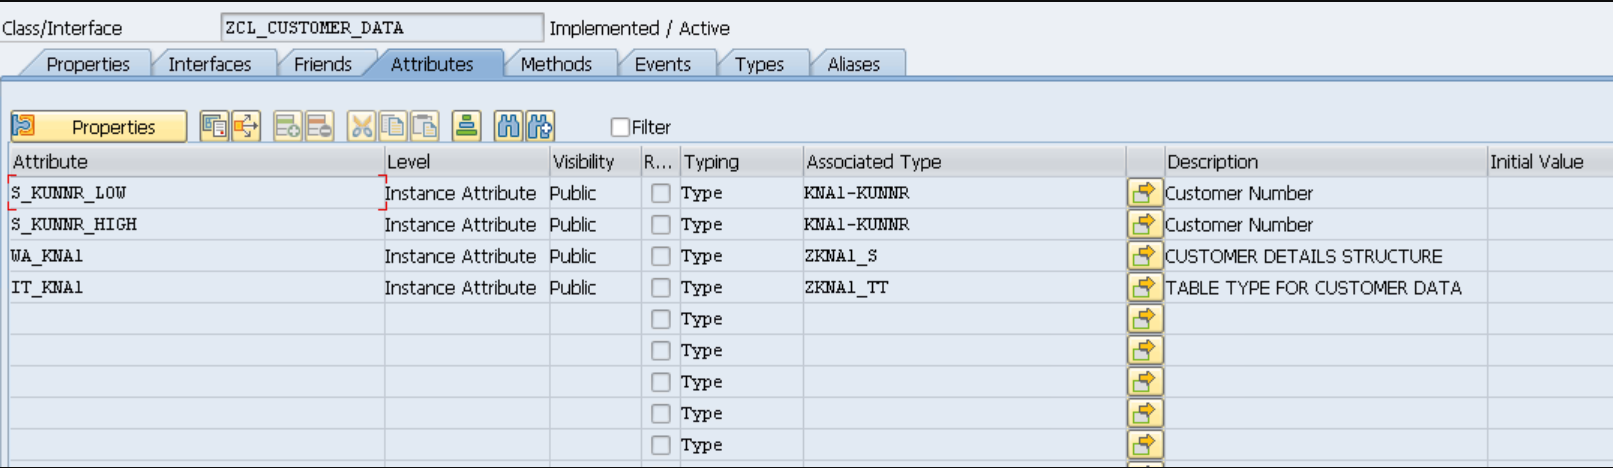 Class/Interface ZCL_CUSTOMER_DATA Implemented / Active
Properties Interfaces Friends Attributes Methods Events Types Aliases
Properties Filter
Attribute Level Visibility R... Typing Associated Type Description Initial Value
S_KUNNR_LOW Instance Attribute Public Type KNA1-KUNNR Customer Number
S_KUNNR_HIGH Instance Attribute Public Type KNA1-KUNNR Customer Number
WA_KNA1 Instance Attribute Public Type ZKNA1_S CUSTOMER DETAILS STRUCTURE
IT_KNA1 Instance Attribute Public Type ZKNA1_TT TABLE TYPE FOR CUSTOMER DATA
Type
Type
Type
Type
Type